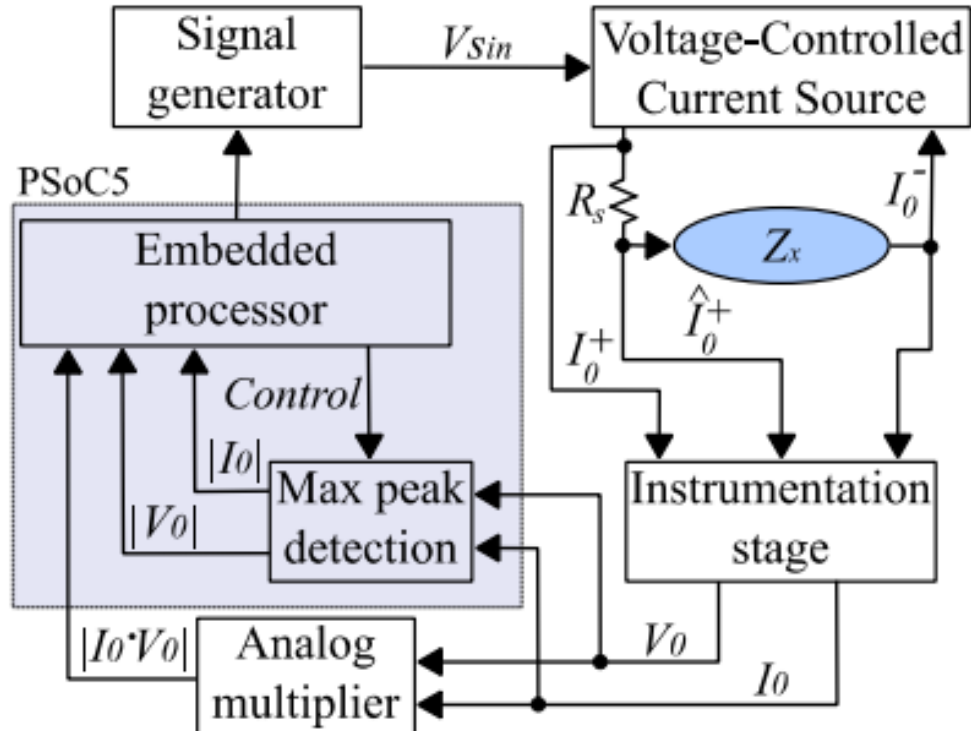 Signal
generator
V_Sin
Voltage-Controlled
Current Source
PSoC5
R_s
I_0^-
Embedded
processor
Z_x
Î_0^+
I_0^+
Control
|I_0|
Max peak
detection
Instrumentation
stage
|V_0|
|I_0·V_0|
Analog
multiplier
V_0
I_0